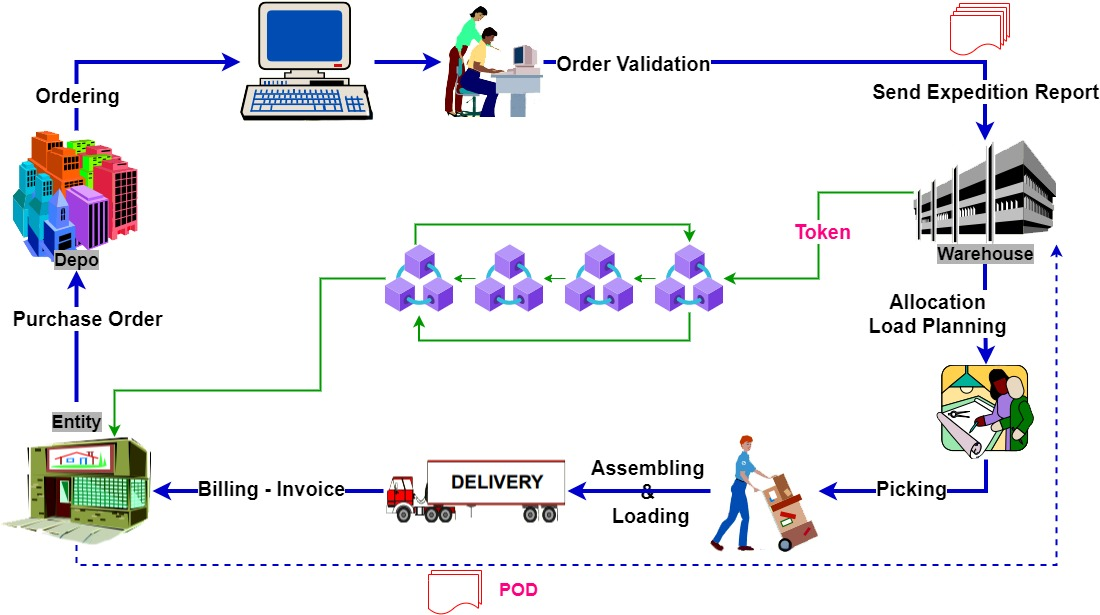 Order Validation
Ordering
Send Expedition Report
Depo
Token
Warehouse
Purchase Order
Allocation
Load Planning
Entity
Assembling
&
Loading
DELIVERY
Billing - Invoice
Picking
POD